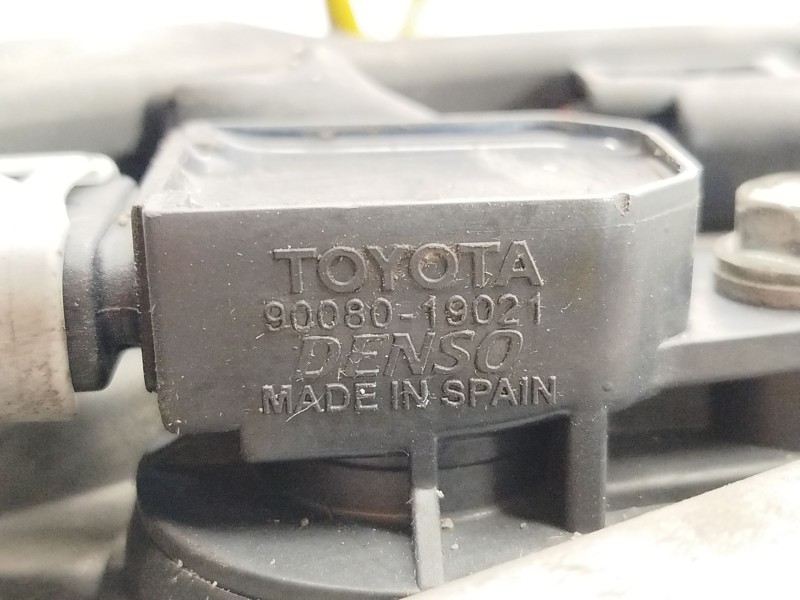 TOYOTA
90080-19021
DENSO
MADE IN SPAIN